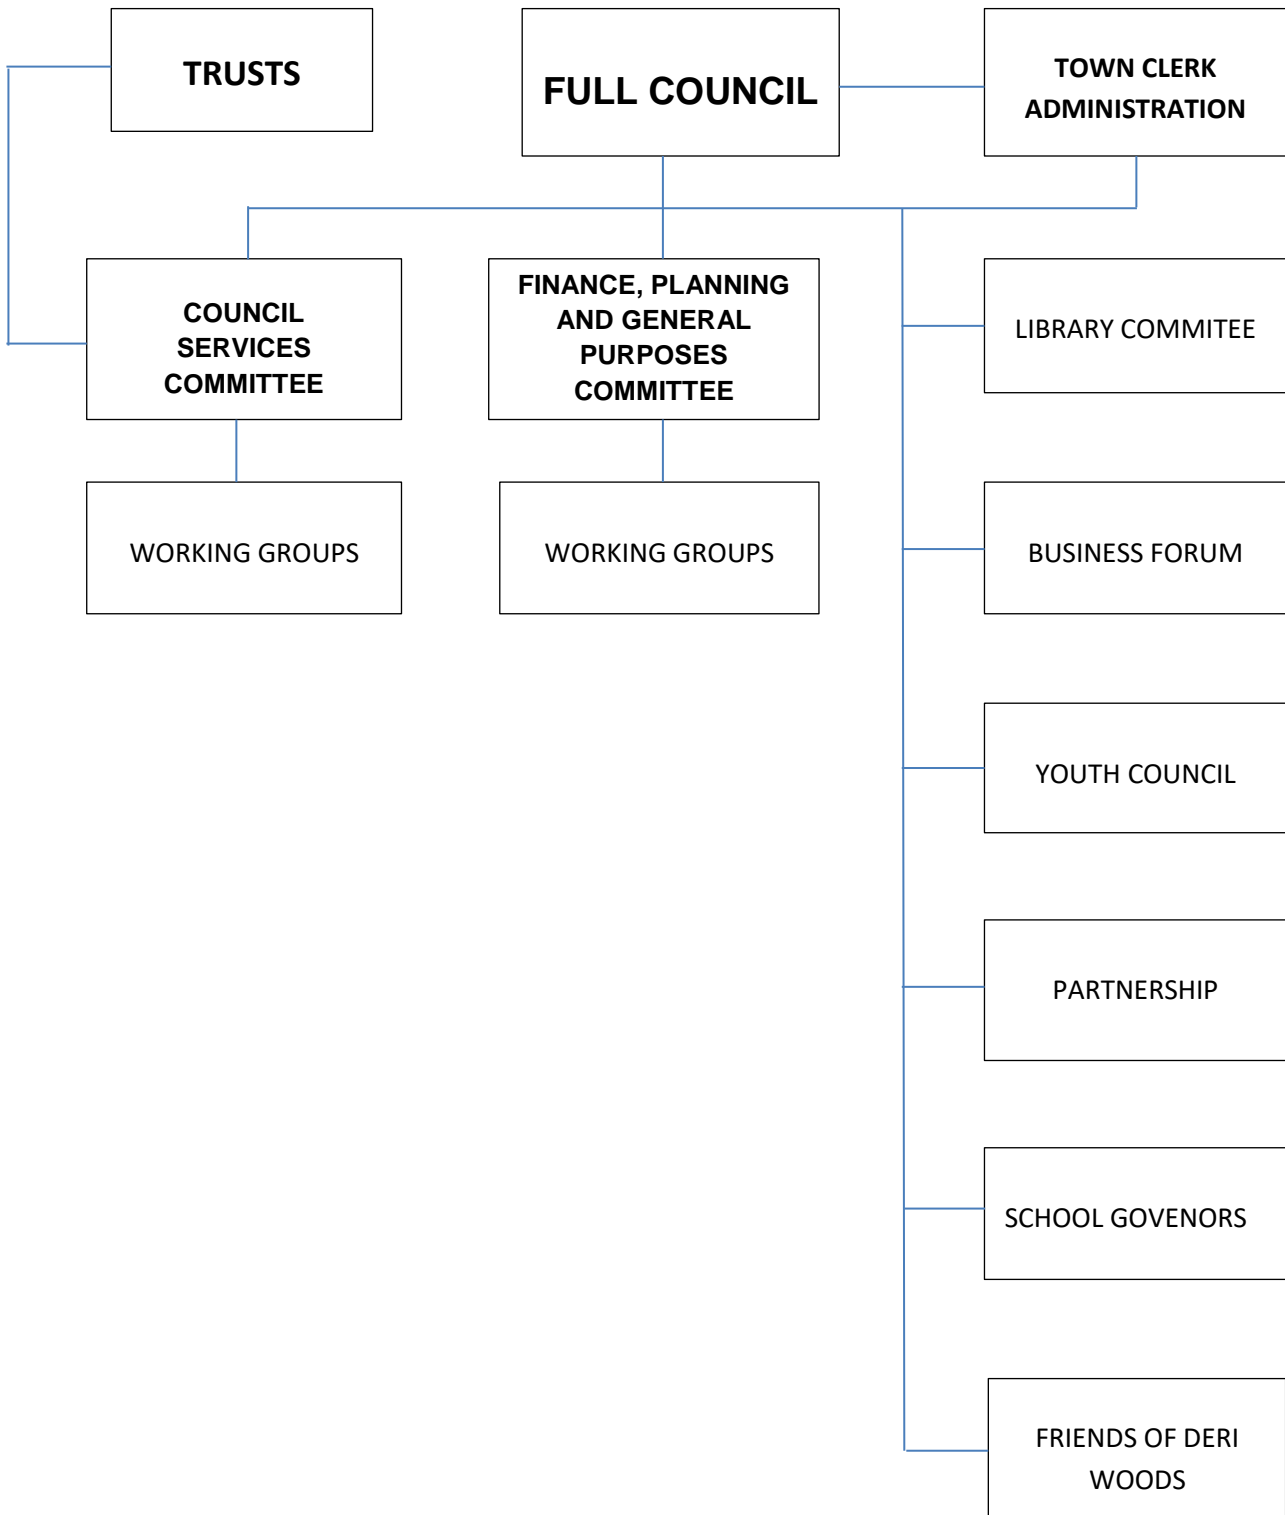 TRUSTS
FULL COUNCIL
TOWN CLERK
ADMINISTRATION
COUNCIL
SERVICES
COMMITTEE
FINANCE, PLANNING
AND GENERAL
PURPOSES
COMMITTEE
LIBRARY COMMITEE
WORKING GROUPS
WORKING GROUPS
BUSINESS FORUM
YOUTH COUNCIL
PARTNERSHIP
SCHOOL GOVENORS
FRIENDS OF DERI
WOODS